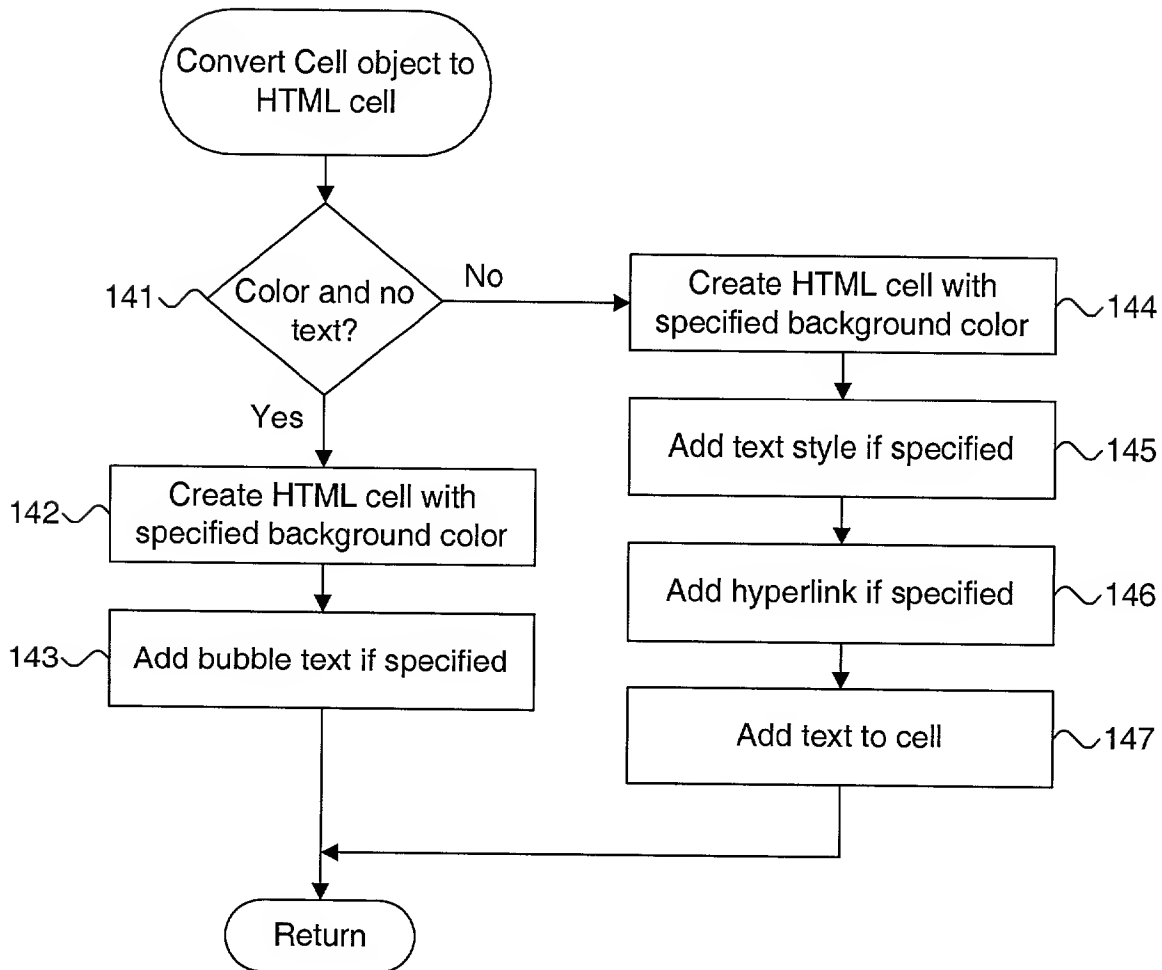 Convert Cell object to
HTML cell
141
Color and no
text?
No
Yes
Create HTML cell with
specified background color
142
Add bubble text if specified
143
Create HTML cell with
specified background color
144
Add text style if specified
145
Add hyperlink if specified
146
Add text to cell
147
Return